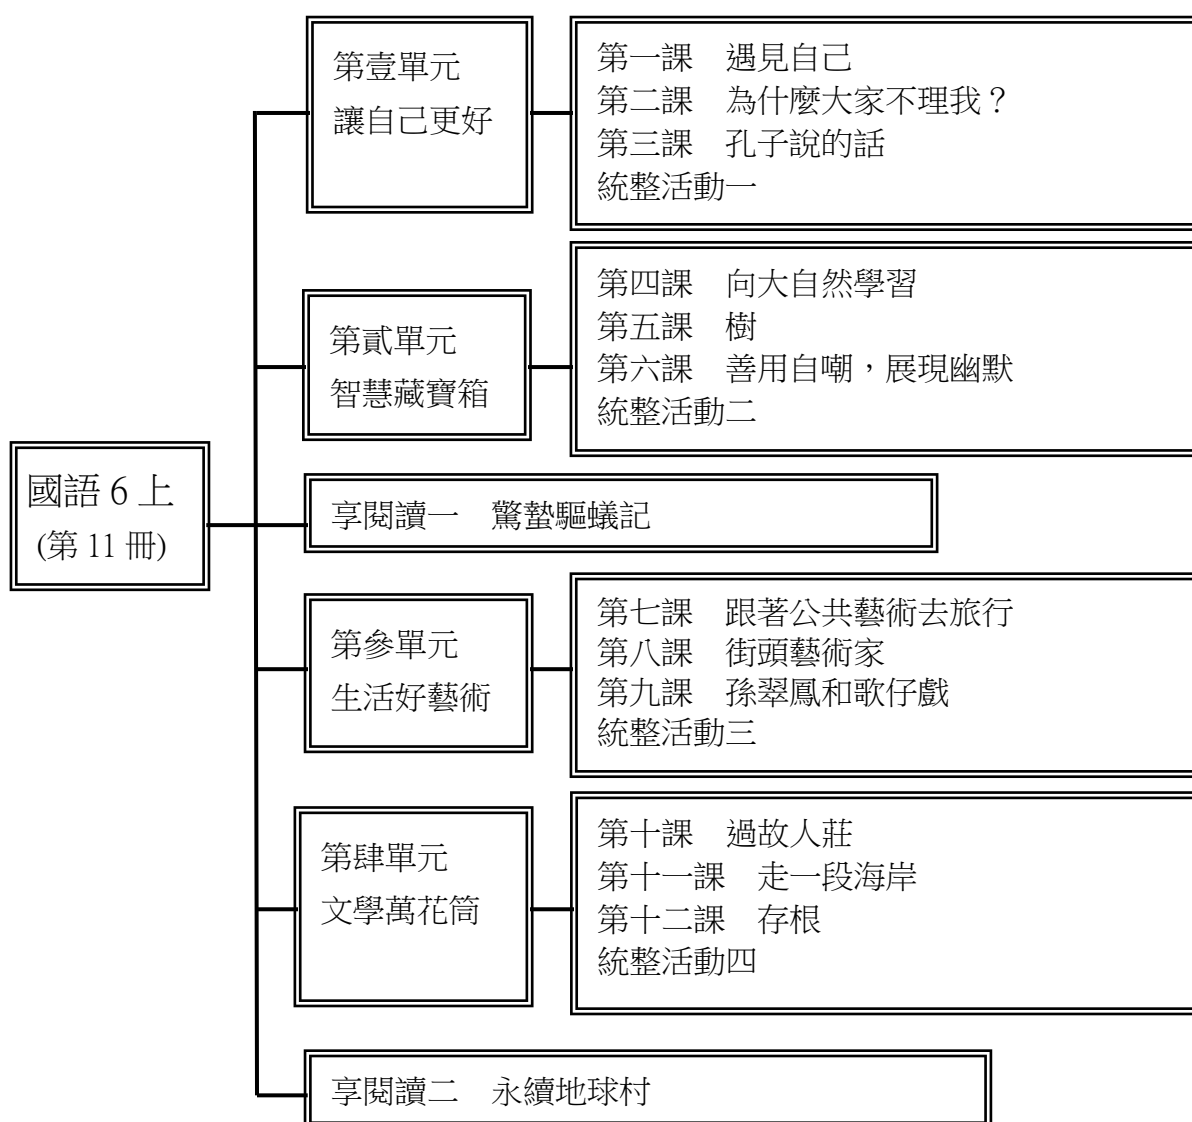 國語 6 上
(第 11 冊)
第壹單元
讓自己更好
第一課 遇見自己
第二課 為什麼大家不理我？
第三課 孔子說的話
統整活動一
第貳單元
智慧藏寶箱
第四課 向大自然學習
第五課 樹
第六課 善用自嘲，展現幽默
統整活動二
享閱讀一 驚蟄驅蟻記
第參單元
生活好藝術
第七課 跟著公共藝術去旅行
第八課 街頭藝術家
第九課 孫翠鳳和歌仔戲
統整活動三
第肆單元
文學萬花筒
第十課 過故人莊
第十一課 走一段海岸
第十二課 存根
統整活動四
享閱讀二 永續地球村